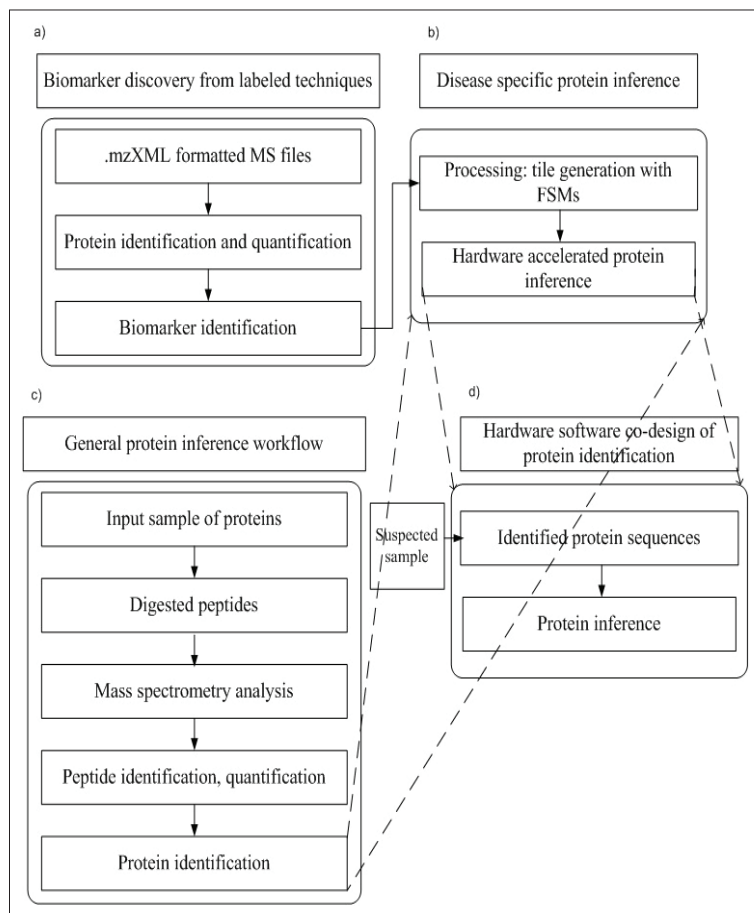 a)
Biomarker discovery from labeled techniques
.mzXML formatted MS files
Protein identification and quantification
Biomarker identification
b)
Disease specific protein inference
Processing: tile generation with
FSMs
Hardware accelerated protein
inference
c)
General protein inference workflow
Input sample of proteins
Digested peptides
Mass spectrometry analysis
Peptide identification, quantification
Protein identification
d)
Hardware software co-design of
protein identification
Suspected
sample
Identified protein sequences
Protein inference